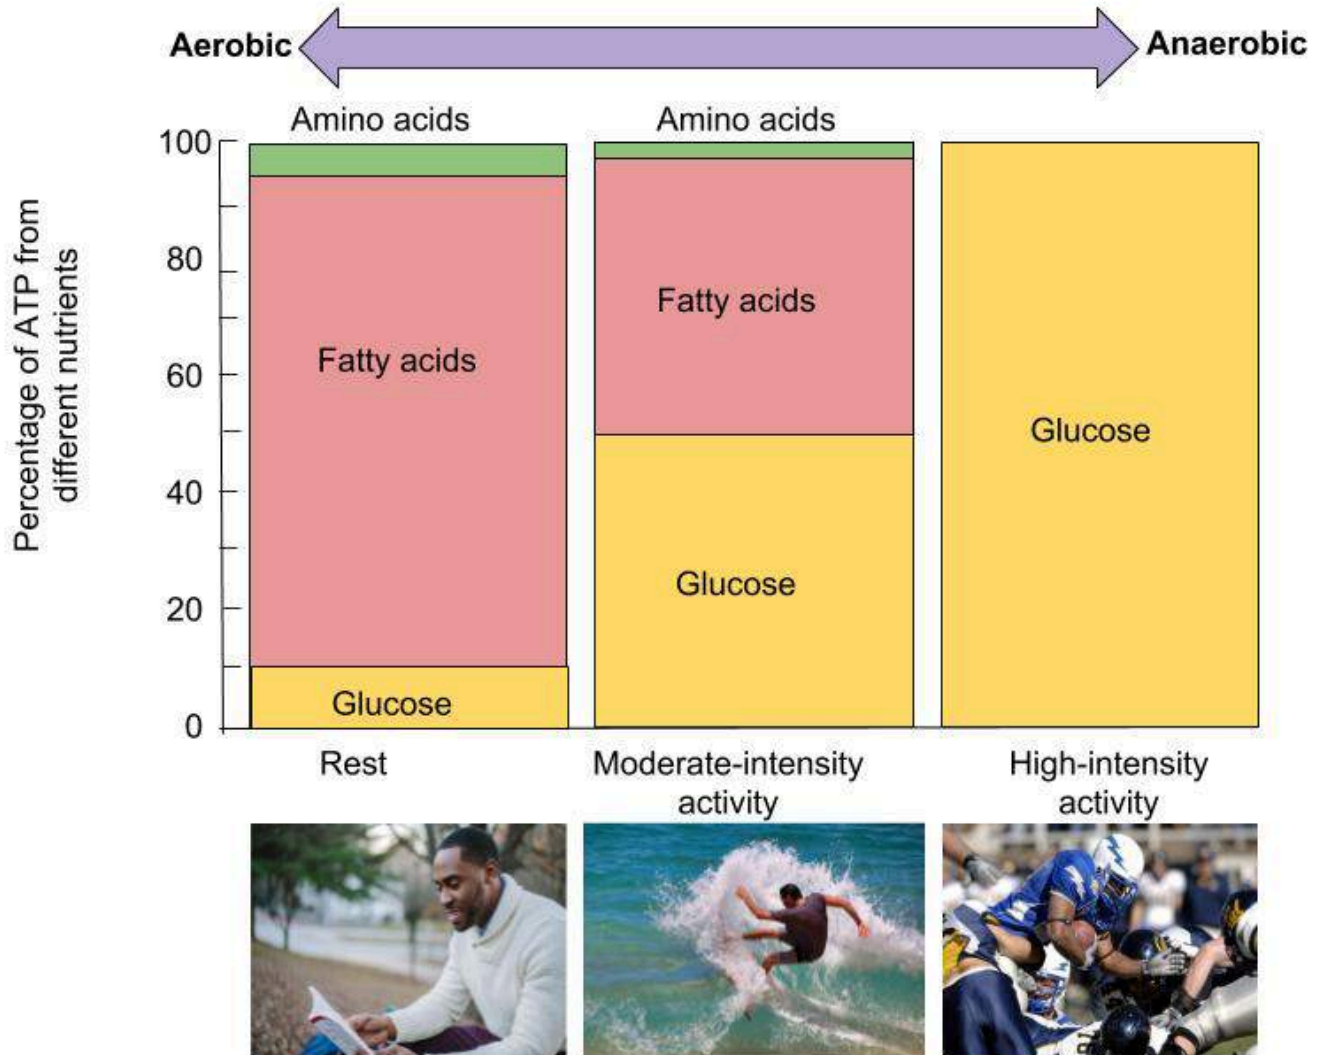 Aerobic
Anaerobic
Amino acids
Amino acids
100
80
60
40
20
0
Percentage of ATP from
different nutrients
Fatty acids
Glucose
Fatty acids
Glucose
Glucose
Rest
Moderate-intensity
activity
High-intensity
activity